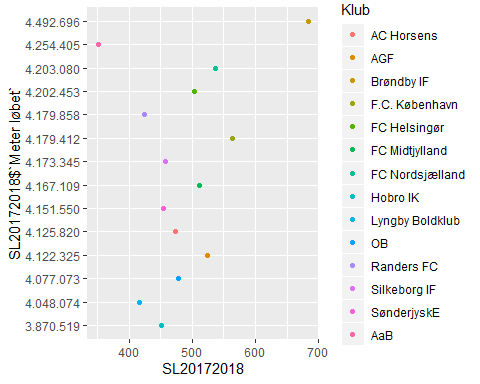 SL20172018$`Meter løbet`
4.492.696
4.254.405
4.203.080
4.202.453
4.179.858
4.179.412
4.173.345
4.167.109
4.151.550
4.125.820
4.122.325
4.077.073
4.048.074
3.870.519
400 500 600 700
SL20172018
Klub
AC Horsens
AGF
Brøndby IF
F.C. København
FC Helsingør
FC Midtjylland
FC Nordsjælland
Hobro IK
Lyngby Boldklub
OB
Randers FC
Silkeborg IF
SønderjyskE
AaB